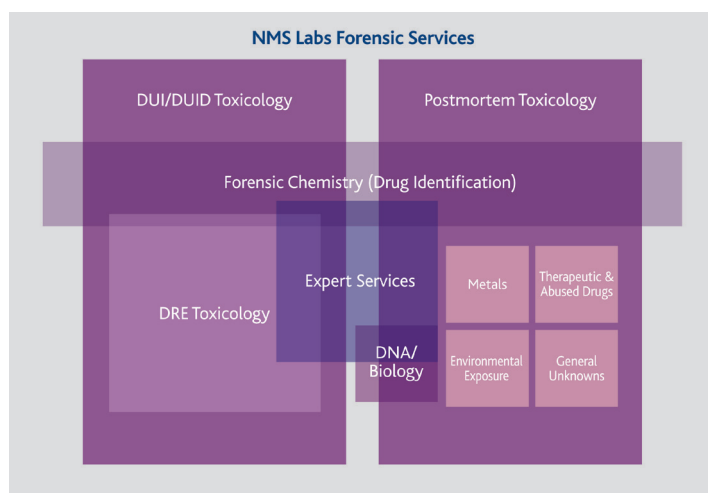 NMS Labs Forensic Services
DUI/DUID Toxicology
Postmortem Toxicology
Forensic Chemistry (Drug Identification)
Expert Services
DRE Toxicology
Metals
Therapeutic &
Abused Drugs
DNA/
Biology
Environmental
Exposure
General
Unknowns